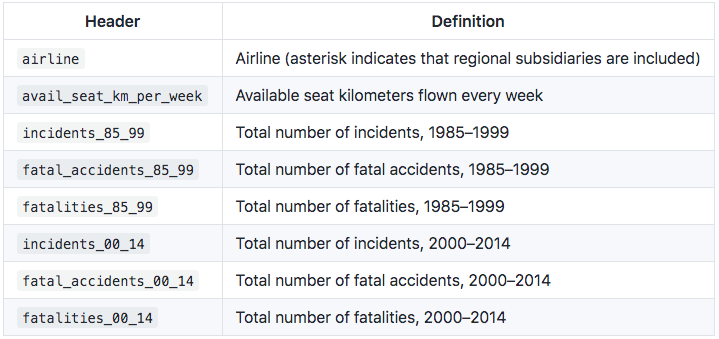 Header Definition
airline Airline (asterisk indicates that regional subsidiaries are included)
avail_seat_km_per_week Available seat kilometers flown every week
incidents_85_99 Total number of incidents, 1985–1999
fatal_accidents_85_99 Total number of fatal accidents, 1985–1999
fatalities_85_99 Total number of fatalities, 1985–1999
incidents_00_14 Total number of incidents, 2000–2014
fatal_accidents_00_14 Total number of fatal accidents, 2000–2014
fatalities_00_14 Total number of fatalities, 2000–2014